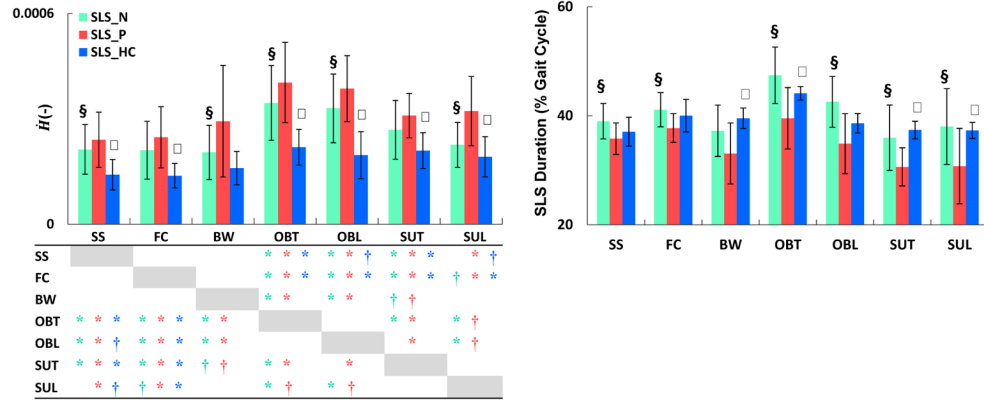 0.0006
SLS_N
SLS_P
SLS_HC
Ḣ(-)
§ □ □ § § □ § □ □ § □
0
SS FC BW OBT OBL SUT SUL
SS * * * * * † * * * †
FC * * * * * * * * † * *
BW * * * * † †
OBT * * * * * * * * * * * †
OBL * * † * * * * * * * †
SUT * * * * * * † † * * *
SUL * † † * * * † * †
60
SLS Duration (% Gait Cycle)
40
20
§ § □ § □ § § □ § □
SS FC BW OBT OBL SUT SUL